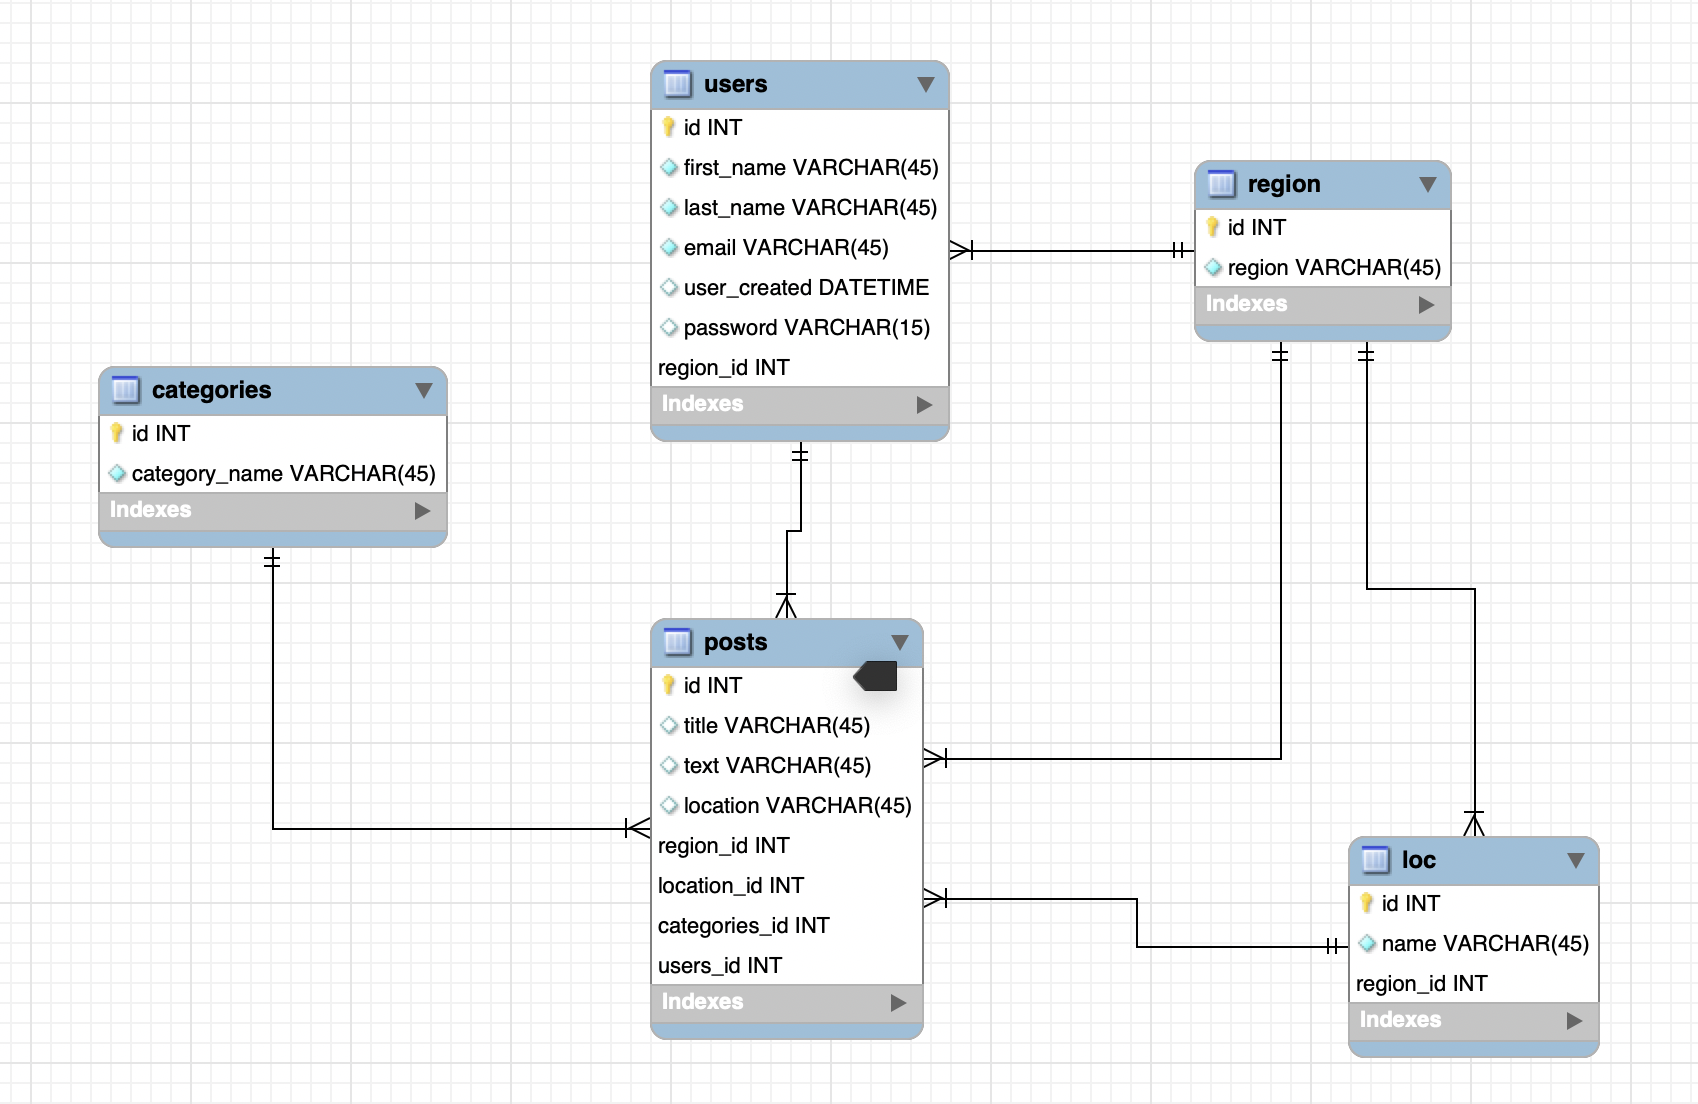 users
id INT
first_name VARCHAR(45)
last_name VARCHAR(45)
email VARCHAR(45)
user_created DATETIME
password VARCHAR(15)
region_id INT
Indexes
region
id INT
region VARCHAR(45)
Indexes
categories
id INT
category_name VARCHAR(45)
Indexes
posts
id INT
title VARCHAR(45)
text VARCHAR(45)
location VARCHAR(45)
region_id INT
location_id INT
categories_id INT
users_id INT
Indexes
loc
id INT
name VARCHAR(45)
region_id INT
Indexes